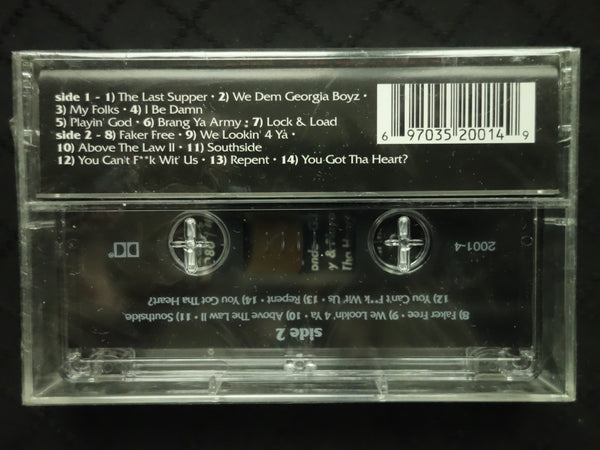 side 1 - 1) The Last Supper • 2) We Dem Georgia Boyz •
3) My Folks • 4) I Be Damn
5) Playin' God • 6) Brang Ya Army • 7) Lock & Load
side 2 - 8) Faker Free • 9) We Lookin' 4 Ya •
10) Above The Law II • 11) Southside
12) You Can't F**k Wit' Us • 13) Repent • 14) You Got Tha Heart?
6 97035 20014 9
2001-4
side 2
8) Faker Free • 9) We Lookin' 4 Ya • 10) Above The Law II • 11) Southside
12) You Can't F**k Wit' Us • 13) Repent • 14) You Got Tha Heart?